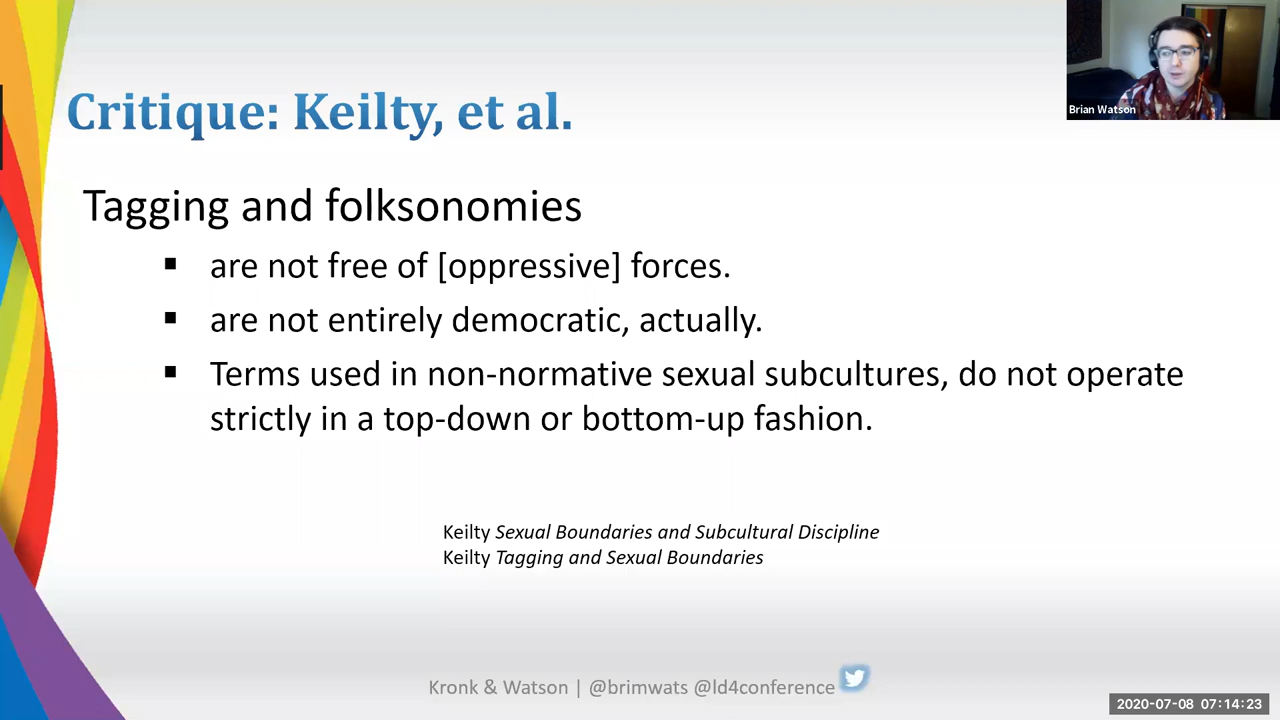 Critique: Keilty, et al.
Brian Watson
Tagging and folksonomies
▪ are not free of [oppressive] forces.
▪ are not entirely democratic, actually.
▪ Terms used in non-normative sexual subcultures, do not operate
strictly in a top-down or bottom-up fashion.
Keilty Sexual Boundaries and Subcultural Discipline
Keilty Tagging and Sexual Boundaries
Kronk & Watson | @brimwats @ld4conference
2020-07-08 07:14:23